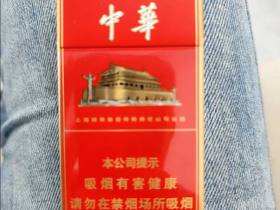 中華
本公司提示
吸烟有害健康
请勿在禁烟场所吸烟